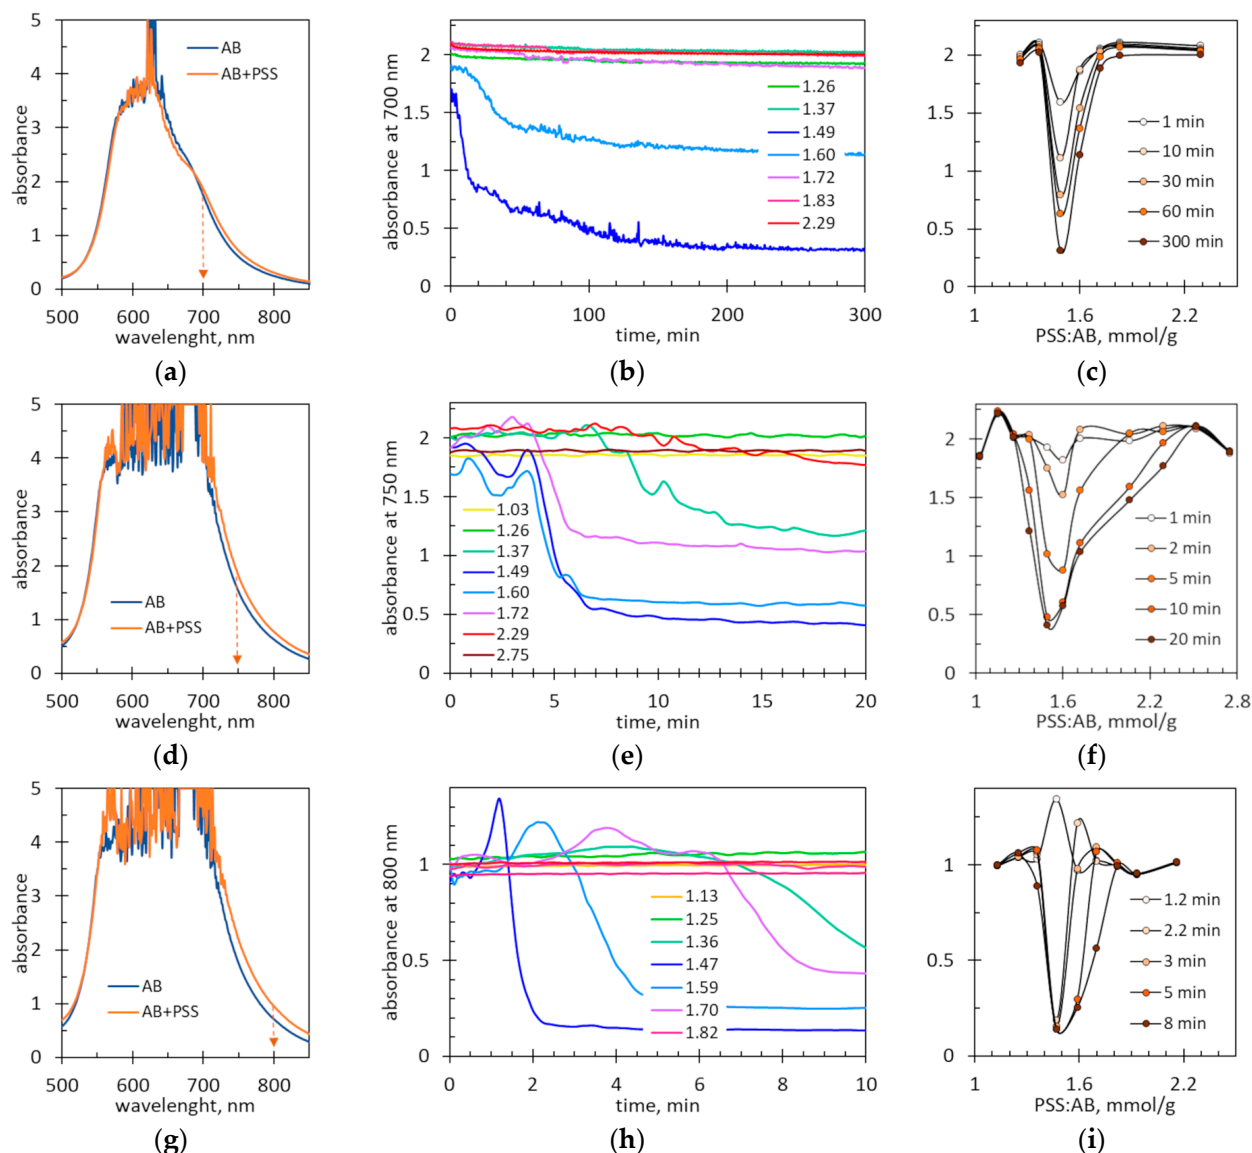 5
4
3
2
1
0
absorbance
AB
AB+PSS
500 600 700 800
wavelenght, nm
(a)
2
1.5
1
0.5
0
absorbance at 700 nm
1.26
1.37
1.49
1.60
1.72
1.83
2.29
0 100 200 300
time, min
(b)
2
1.5
1
0.5
0
1 min
10 min
30 min
60 min
300 min
1 1.6 2.2
PSS:AB, mmol/g
(c)
5
4
3
2
1
0
absorbance
AB
AB+PSS
500 600 700 800
wavelenght, nm
(d)
2
1.5
1
0.5
0
absorbance at 750 nm
1.03
1.26
1.37
1.49
1.60
1.72
2.29
2.75
0 5 10 15 20
time, min
(e)
2
1.5
1
0.5
0
1 min
2 min
5 min
10 min
20 min
1 1.6 2.2 2.8
PSS:AB, mmol/g
(f)
5
4
3
2
1
0
absorbance
AB
AB+PSS
500 600 700 800
wavelenght, nm
(g)
1
0.5
0
absorbance at 800 nm
1.13
1.25
1.36
1.47
1.59
1.70
1.82
0 2 4 6 8 10
time, min
(h)
1
0.5
0
1.2 min
2.2 min
3 min
5 min
8 min
1 1.6 2.2
PSS:AB, mmol/g
(i)